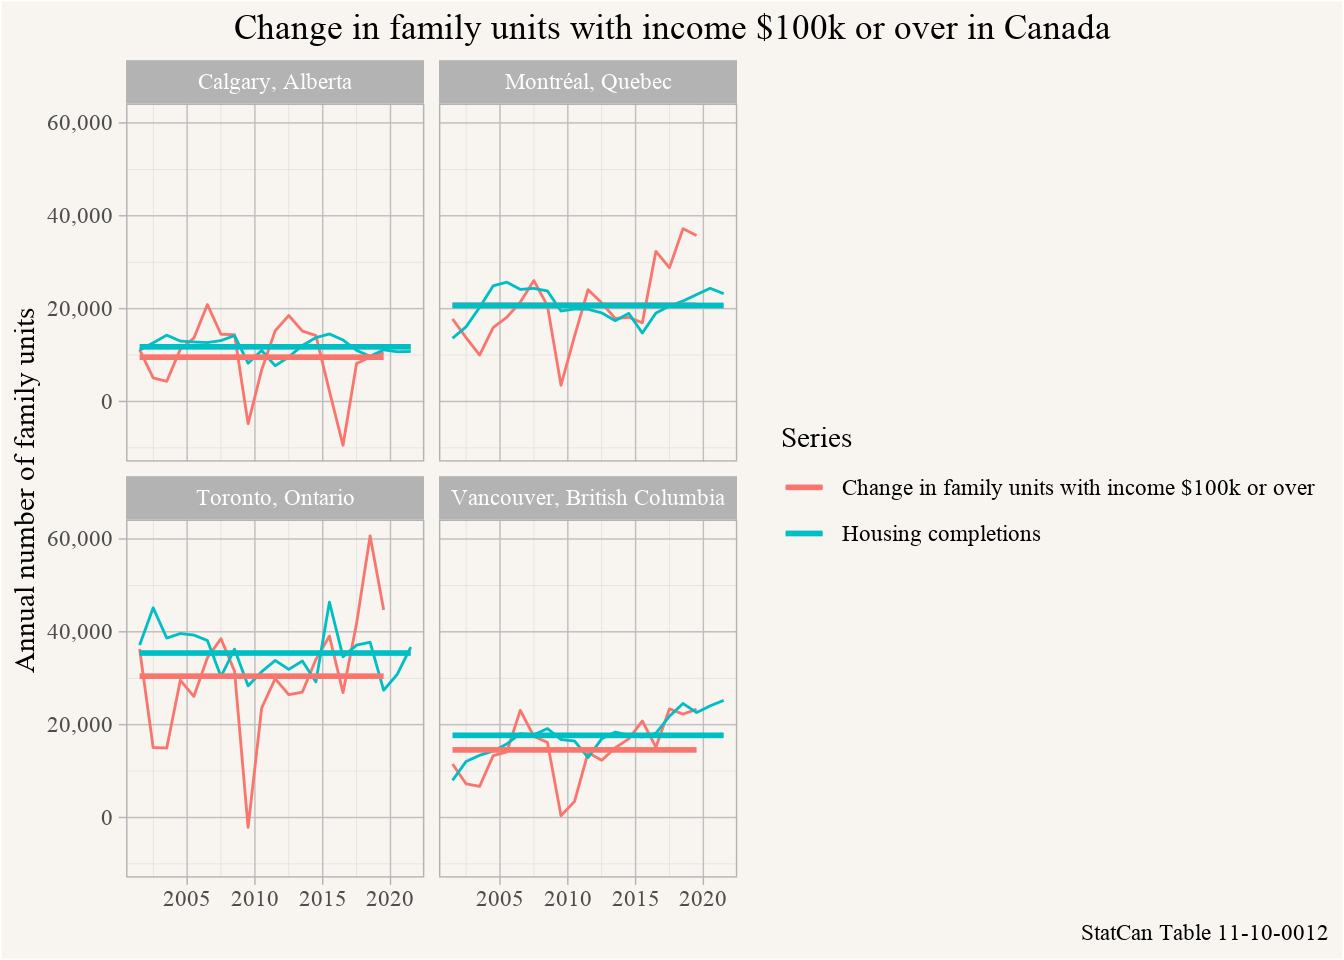 Change in family units with income $100k or over in Canada
Calgary, Alberta
Montréal, Quebec
60,000
40,000
20,000
0
Annual number of family units
Toronto, Ontario
Vancouver, British Columbia
60,000
40,000
20,000
0
2005 2010 2015 2020
2005 2010 2015 2020
Series
Change in family units with income $100k or over
Housing completions
StatCan Table 11-10-0012